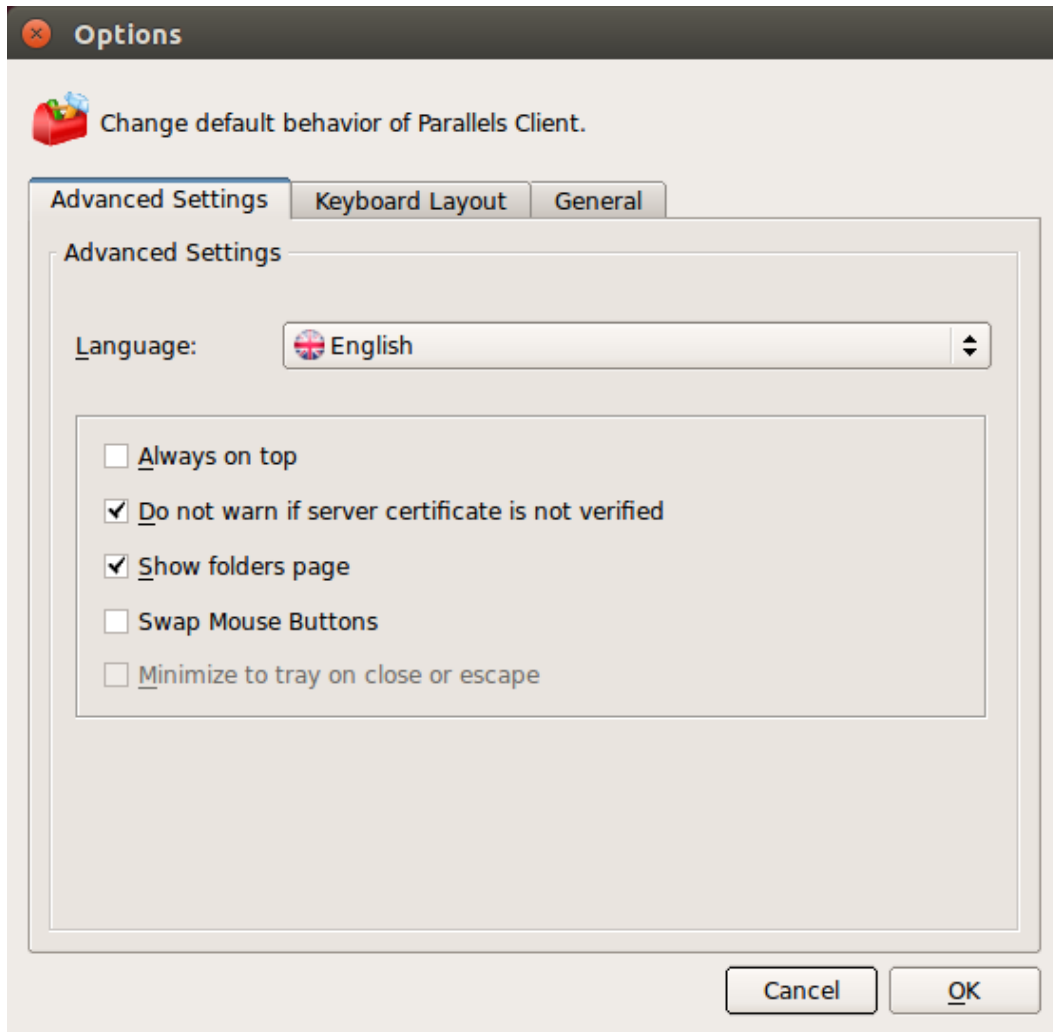 Options
Change default behavior of Parallels Client.
Advanced Settings Keyboard Layout General
Advanced Settings
Language: English
Always on top
Do not warn if server certificate is not verified
Show folders page
Swap Mouse Buttons
Minimize to tray on close or escape
Cancel OK